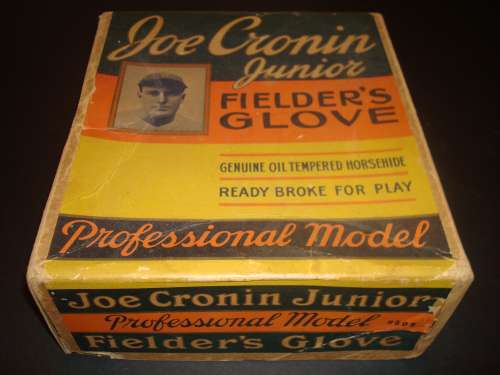 Joe Cronin
Junior
FIELDER'S
GLOVE
GENUINE OIL TEMPERED HORSEHIDE
READY BROKE FOR PLAY
Professional Model
Joe Cronin Junior
Professional Model
Fielder's Glove